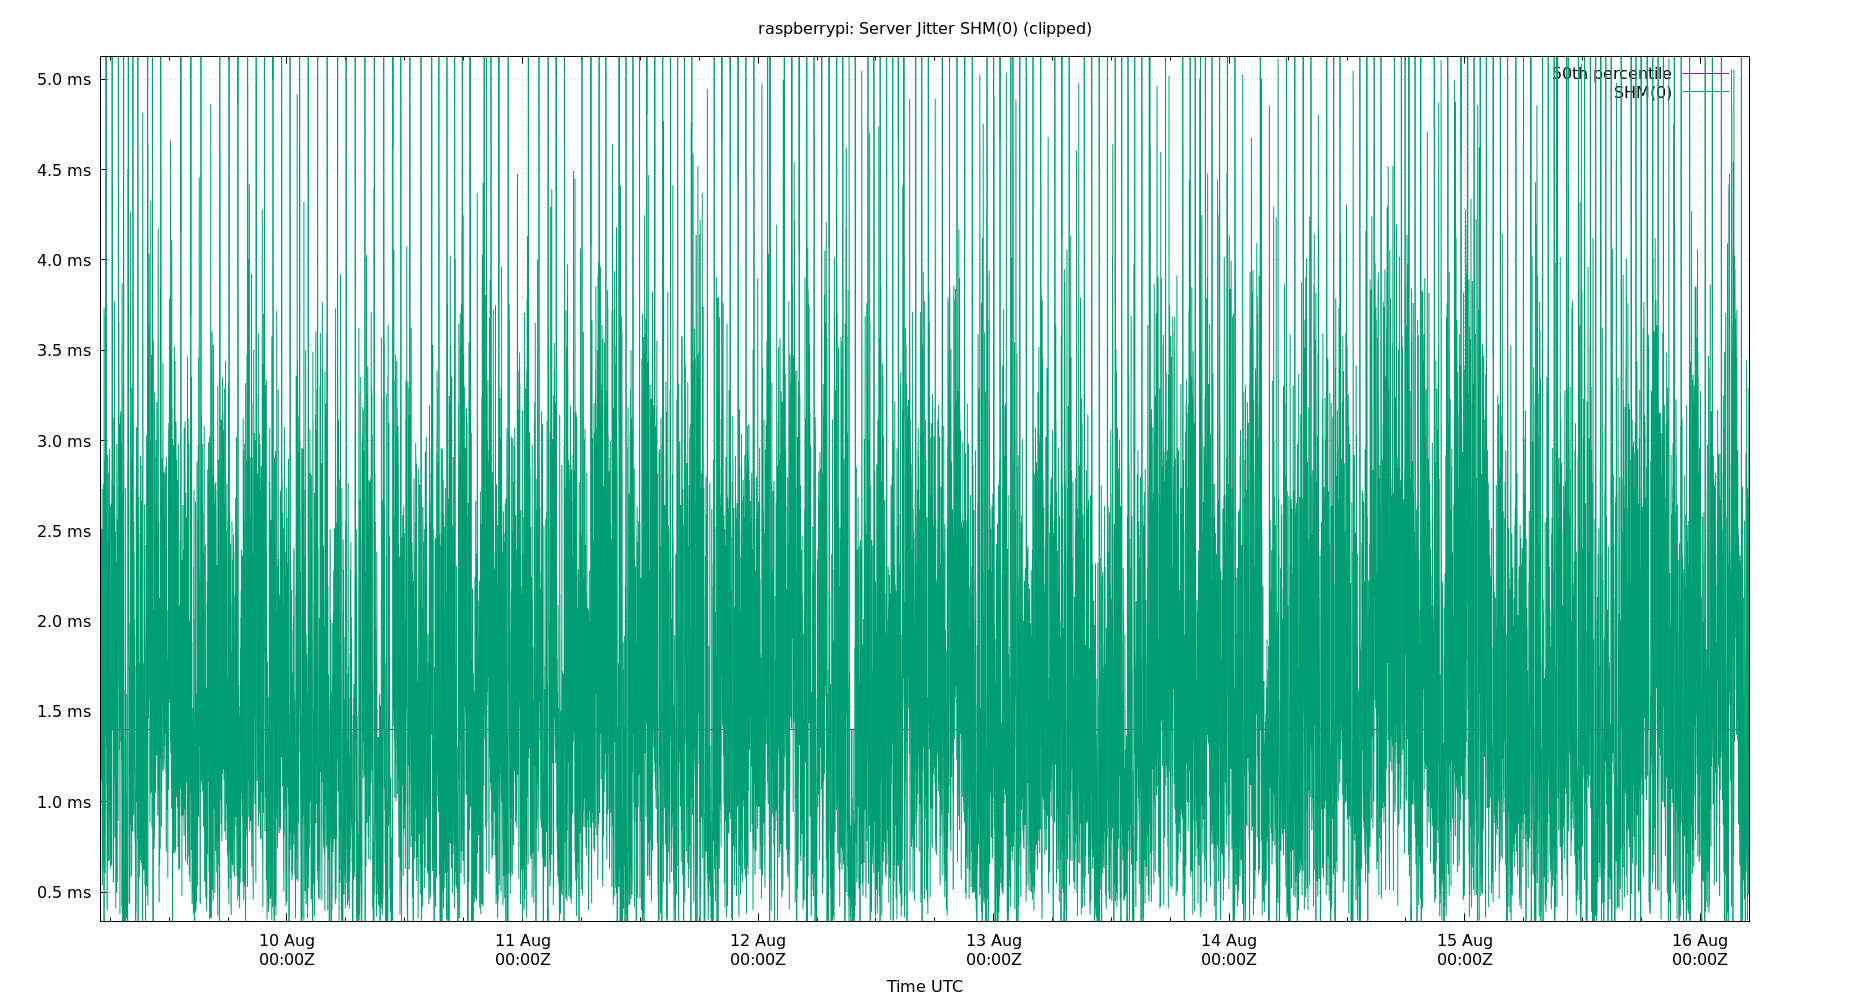 raspberrypi: Server Jitter SHM(0) (clipped)
5.0 ms
50th percentile
SHM(0)
4.5 ms
4.0 ms
3.5 ms
3.0 ms
2.5 ms
2.0 ms
1.5 ms
1.0 ms
0.5 ms
10 Aug 11 Aug 12 Aug 13 Aug 14 Aug 15 Aug 16 Aug
00:00Z 00:00Z 00:00Z 00:00Z 00:00Z 00:00Z 00:00Z
Time UTC